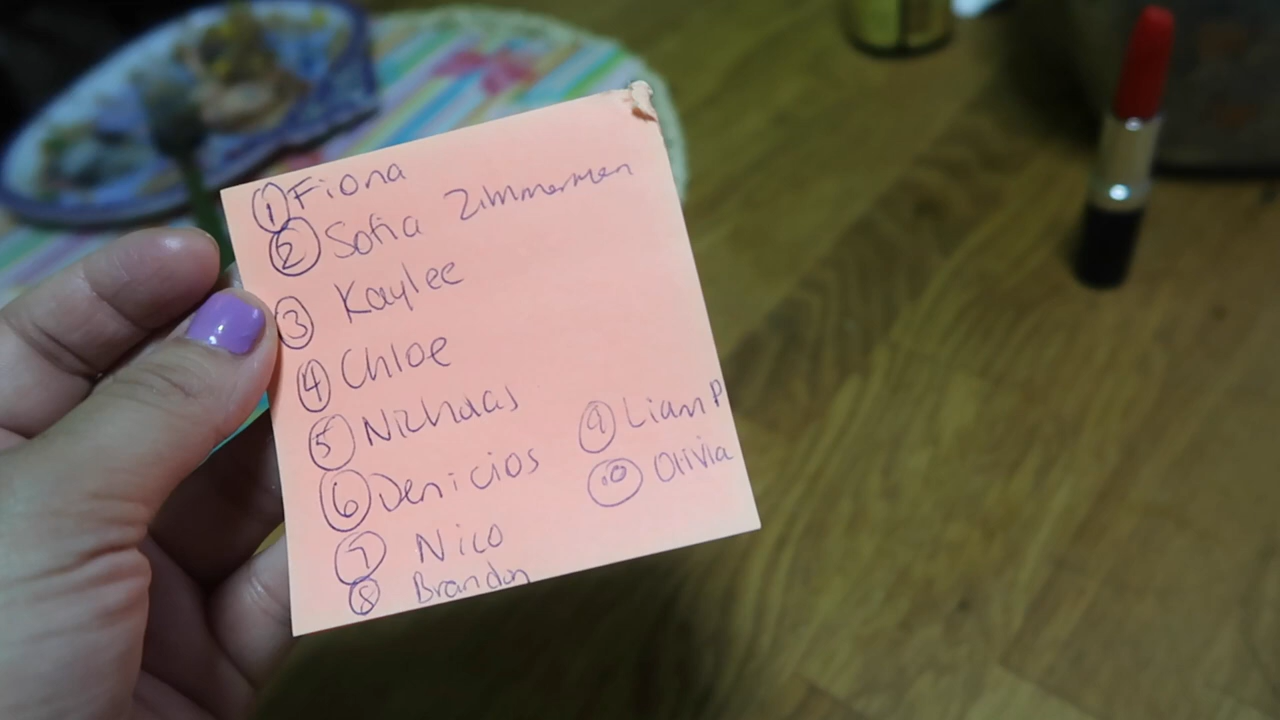 ① Fiona
② Sofia Zimmerman
③ Kaylee
④ Chloe
⑤ Nicholas
⑥ Denicios
⑦ Nico
⑧ Brandon
⑨ Liam P
⑩ Olivia